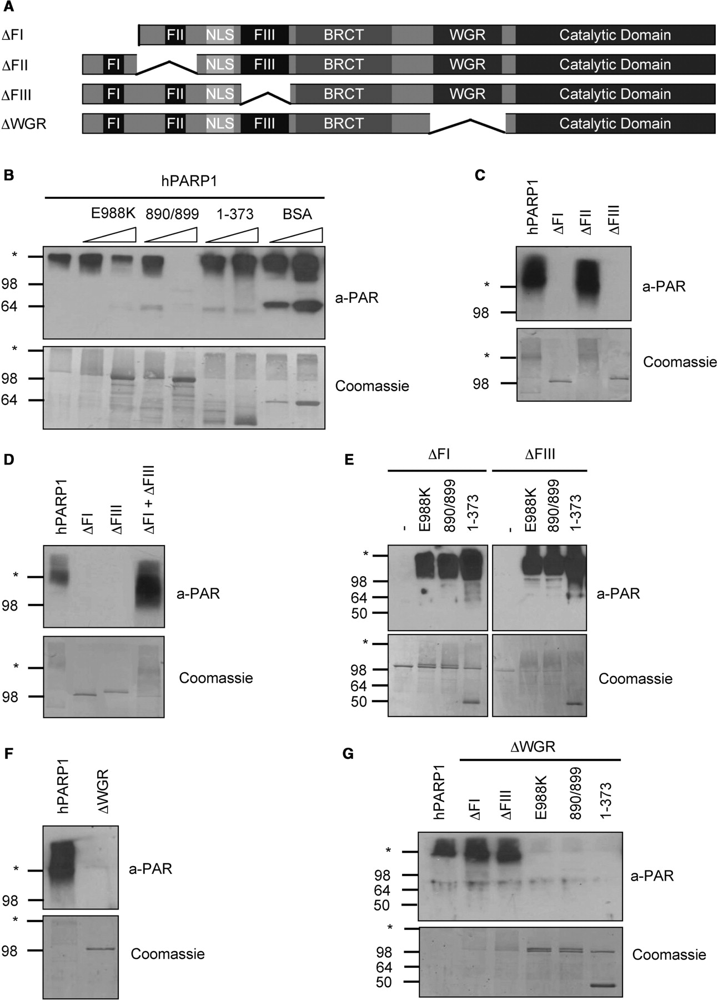 A
ΔFI FII NLS FIII BRCT WGR Catalytic Domain
ΔFII FI NLS FIII BRCT WGR Catalytic Domain
ΔFIII FI FII NLS BRCT WGR Catalytic Domain
ΔWGR FI FII NLS FIII BRCT Catalytic Domain
B
hPARP1
E988K 890/899 1-373 BSA
*
98
64
a-PAR
*
98
64
Coomassie
C
hPARP1 ΔFI ΔFII ΔFIII
*
98
a-PAR
*
98
Coomassie
D
hPARP1 ΔFI ΔFIII ΔFI + ΔFIII
*
98
a-PAR
*
98
Coomassie
E
ΔFI ΔFIII
- E988K 890/899 1-373 - E988K 890/899 1-373
*
98
64
50
a-PAR
*
98
64
50
Coomassie
F
hPARP1 ΔWGR
*
98
a-PAR
*
98
Coomassie
G
ΔWGR
hPARP1 ΔFI ΔFIII E988K 890/899 1-373
*
98
64
50
a-PAR
*
98
64
50
Coomassie